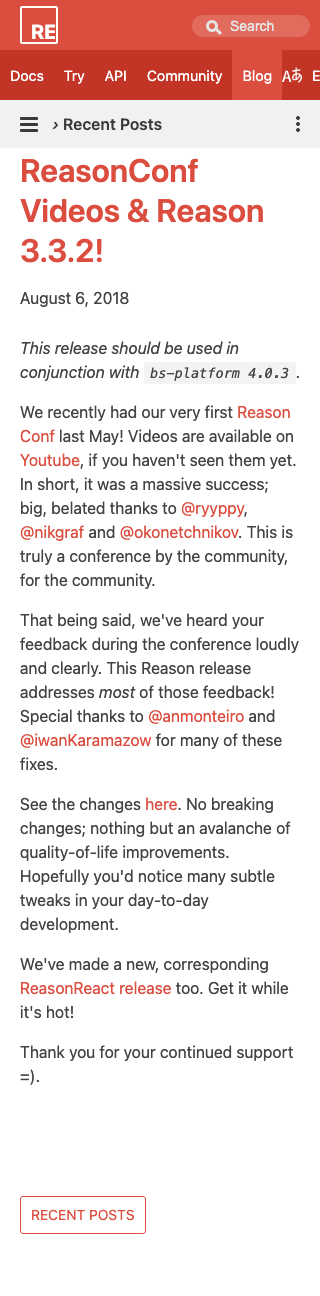 RE
Search
Docs Try API Community Blog Aあ E
› Recent Posts
ReasonConf
Videos & Reason
3.3.2!
August 6, 2018
This release should be used in
conjunction with bs-platform 4.0.3 .
We recently had our very first Reason
Conf last May! Videos are available on
Youtube, if you haven't seen them yet.
In short, it was a massive success;
big, belated thanks to @ryyppy,
@nikgraf and @okonetchnikov. This is
truly a conference by the community,
for the community.
That being said, we've heard your
feedback during the conference loudly
and clearly. This Reason release
addresses most of those feedback!
Special thanks to @anmonteiro and
@iwanKaramazow for many of these
fixes.
See the changes here. No breaking
changes; nothing but an avalanche of
quality-of-life improvements.
Hopefully you'd notice many subtle
tweaks in your day-to-day
development.
We've made a new, corresponding
ReasonReact release too. Get it while
it's hot!
Thank you for your continued support
=).
RECENT POSTS